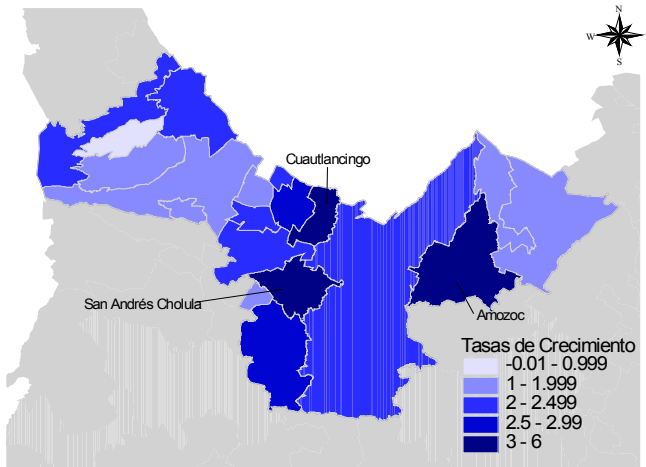 N
W E
S
Cuautlancingo
San Andrés Cholula
Amozoc
Tasas de Crecimiento
-0.01 - 0.999
1 - 1.999
2 - 2.499
2.5 - 2.99
3 - 6